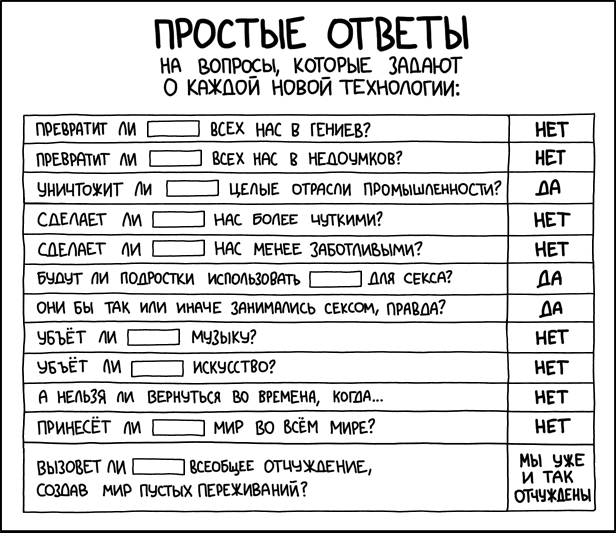 ПРОСТЫЕ ОТВЕТЫ
НА ВОПРОСЫ, КОТОРЫЕ ЗАДАЮТ
О КАЖДОЙ НОВОЙ ТЕХНОЛОГИИ:
ПРЕВРАТИТ ЛИ ВСЕХ НАС В ГЕНИЕВ? НЕТ
ПРЕВРАТИТ ЛИ ВСЕХ НАС В НЕДОУМКОВ? НЕТ
УНИЧТОЖИТ ЛИ ЦЕЛЫЕ ОТРАСЛИ ПРОМЫШЛЕННОСТИ? ДА
СДЕЛАЕТ ЛИ НАС БОЛЕЕ ЧУТКИМИ? НЕТ
СДЕЛАЕТ ЛИ НАС МЕНЕЕ ЗАБОТЛИВЫМИ? НЕТ
БУДУТ ЛИ ПОДРОСТКИ ИСПОЛЬЗОВАТЬ ДЛЯ СЕКСА? ДА
ОНИ БЫ ТАК ИЛИ ИНАЧЕ ЗАНИМАЛИСЬ СЕКСОМ, ПРАВДА? ДА
УБЪЁТ ЛИ МУЗЫКУ? НЕТ
УБЪЁТ ЛИ ИСКУССТВО? НЕТ
А НЕЛЬЗЯ ЛИ ВЕРНУТЬСЯ ВО ВРЕМЕНА, КОГДА... НЕТ
ПРИНЕСЁТ ЛИ МИР ВО ВСЁМ МИРЕ? НЕТ
ВЫЗОВЕТ ЛИ ВСЕОБЩЕЕ ОТЧУЖДЕНИЕ,
СОЗДАВ МИР ПУСТЫХ ПЕРЕЖИВАНИЙ?
МЫ УЖЕ
И ТАК
ОТЧУЖДЕНЫ